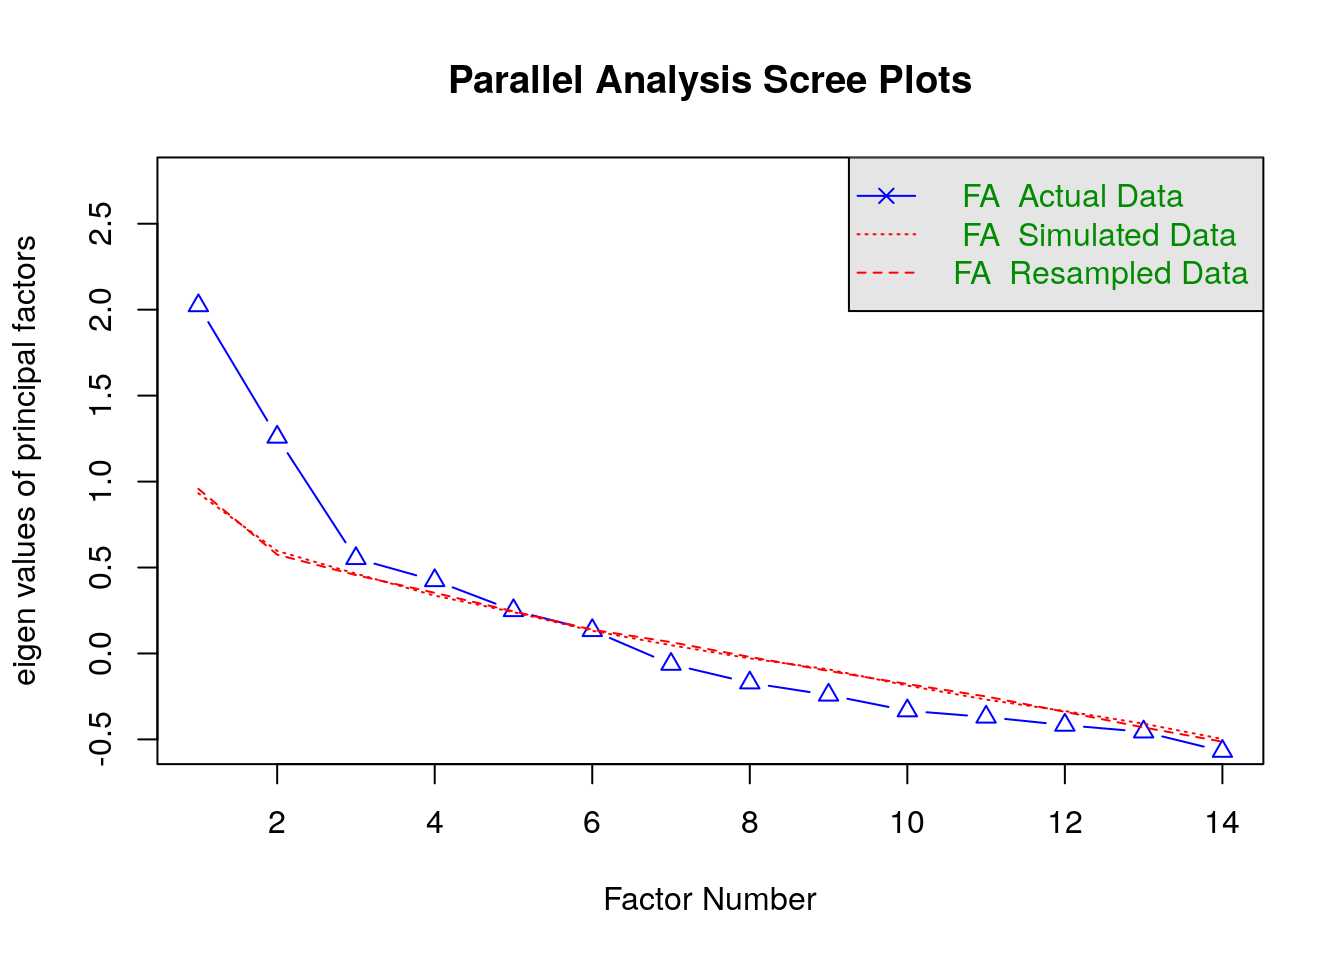 Parallel Analysis Scree Plots
FA Actual Data
FA Simulated Data
FA Resampled Data
eigen values of principal factors
2.5
2.0
1.5
1.0
0.5
0.0
-0.5
2 4 6 8 10 12 14
Factor Number